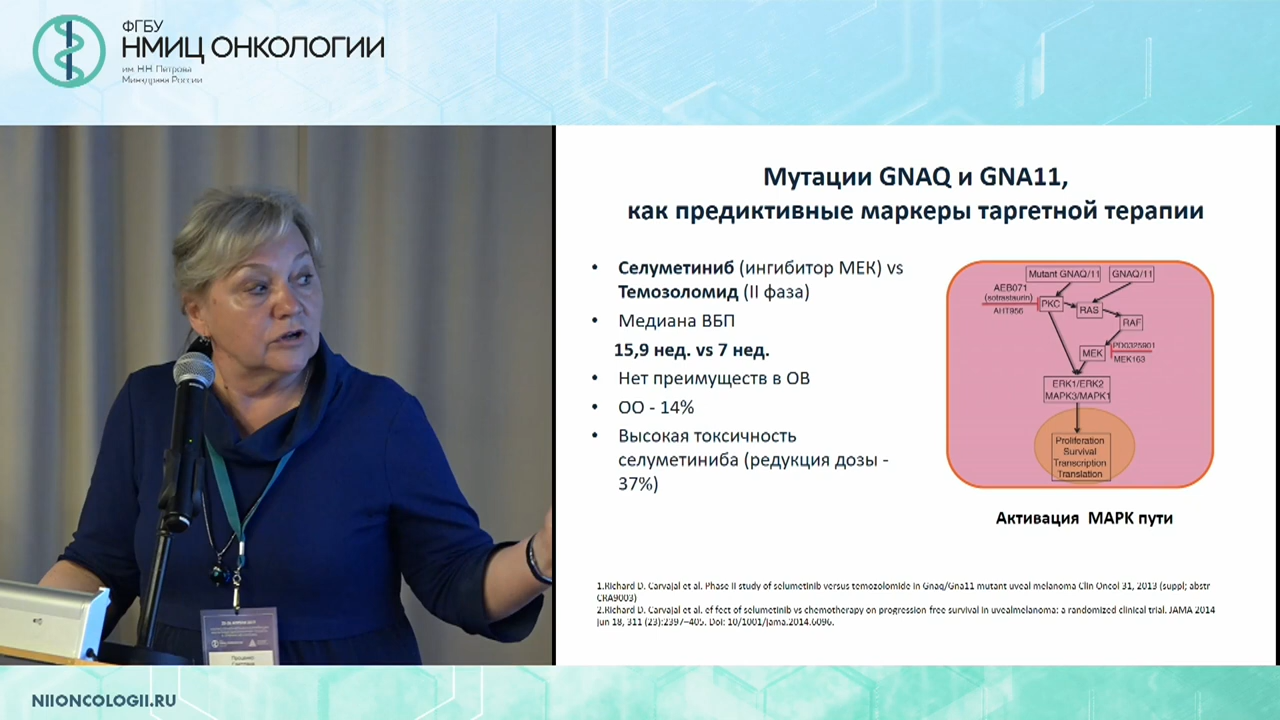 ФГБУ
НМИЦ ОНКОЛОГИИ
им. Н.Н. Петрова
Минздрава России
Мутации GNAQ и GNA11,
как предиктивные маркеры таргетной терапии
• Селуметиниб (ингибитор МЕК) vs
Темозоломид (II фаза)
• Медиана ВБП
15,9 нед. vs 7 нед.
• Нет преимуществ в ОВ
• ОО - 14%
• Высокая токсичность
селуметиниба (редукция дозы -
37%)
Mutant GNAQ/11
GNAQ/11
AEB071
(sotrastaurin)
AHT956
PKC
RAS
RAF
MEK
PD0325901
MEK163
ERK1/ERK2
MAPK3/MAPK1
Proliferation
Survival
Transcription
Translation
Активация МАРК пути
1.Richard D. Carvajal et al. Phase II study of selumetinib versus temozolomide in Gnaq/Gna11 mutant uveal melanoma Clin Oncol 31, 2013 (suppl; abstr
CRA9003)
2.Richard D. Carvajal et al. ef fect of selumetinib vs chemotherapy on progression free survival in uvealmelanoma: a randomized clinical trial. JAMA 2014
Jun 18, 311 (23):2397–405. Doi: 10/1001/jama.2014.6096.
NIIONCOLOGII.RU